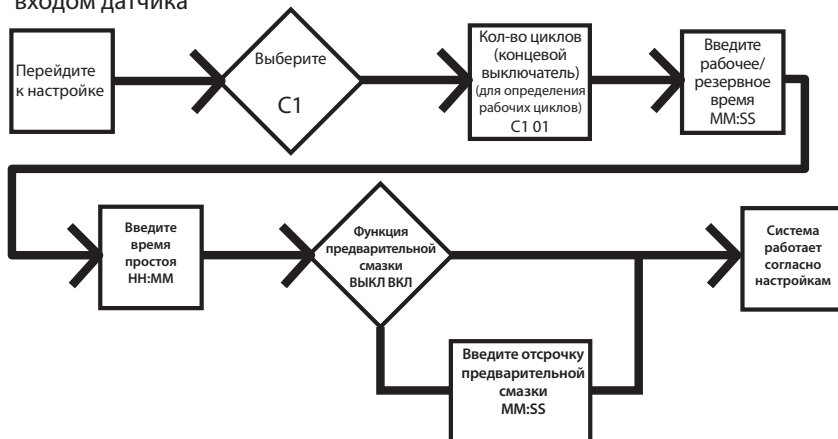 входом датчика
Перейдите
к настройке
Выберите
C1
Кол-во циклов
(концевой
выключатель)
(для определения
рабочих циклов)
C1 01
Введите
рабочее/
резервное
время
MM:SS
Введите
время
простоя
HH:MM
Функция
предварительной
смазки
ВЫКЛ ВКЛ
Система
работает
согласно
настройкам
Введите отсрочку
предварительной
смазки
MM:SS